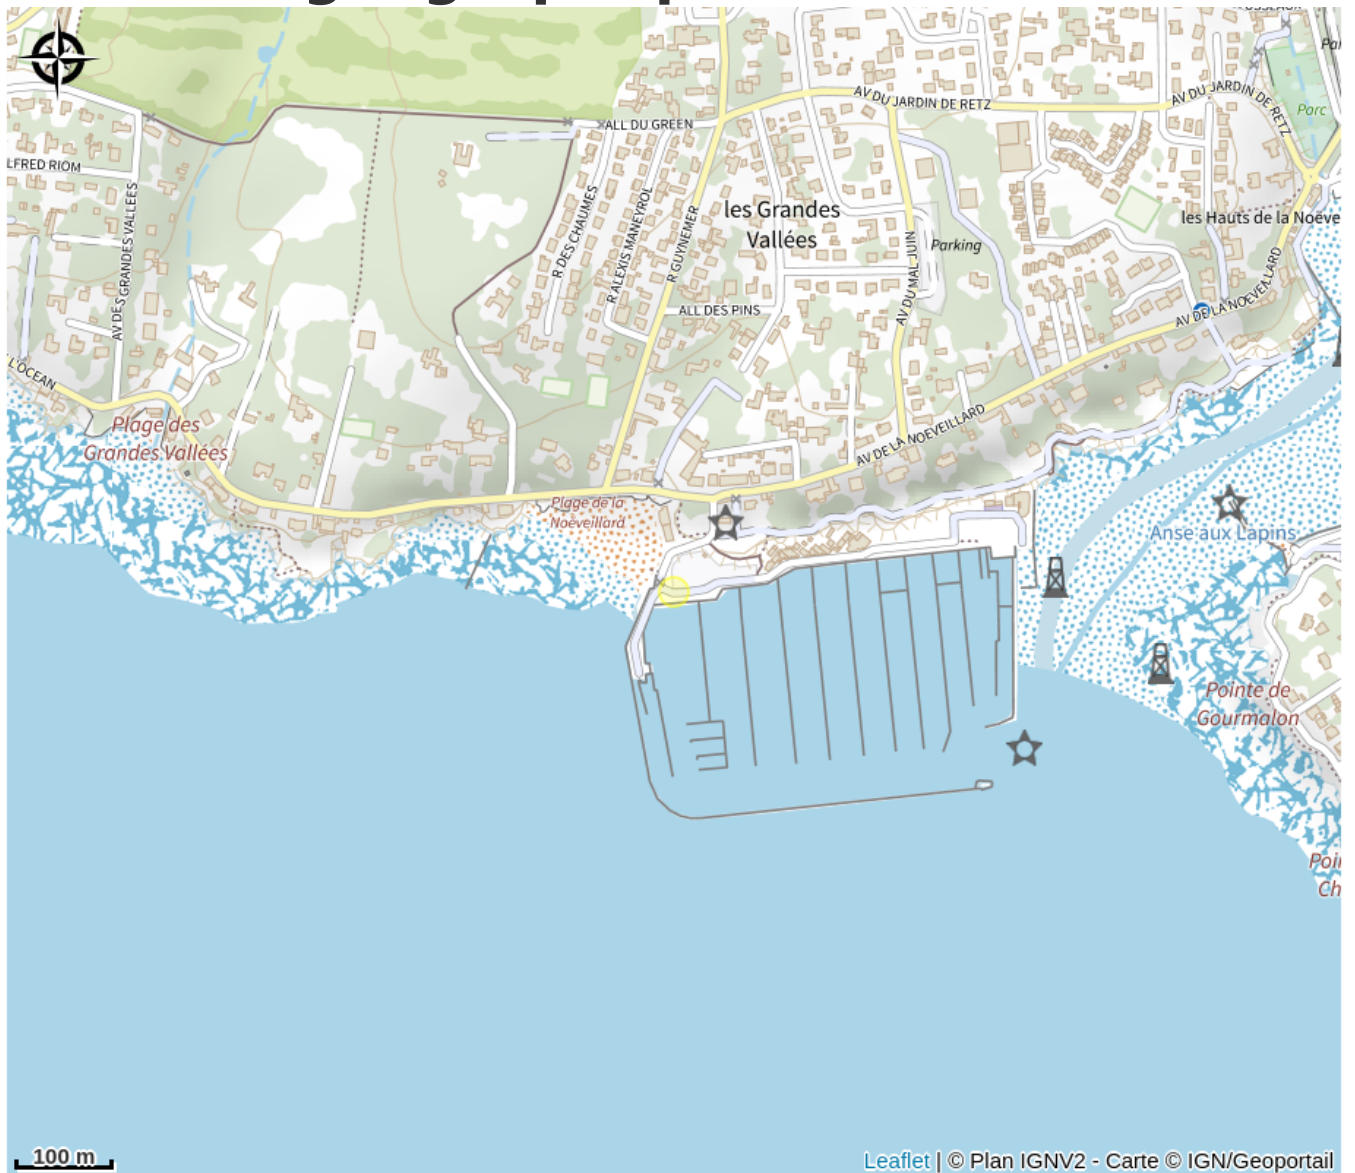 AV DU JARDIN DE RETZ
AV DU JARDIN DE RETZ
ALL DU GREEN
Parc
LFRED RIOM
AV DES GRANDES VALLEES
R DES CHAUMES
R ALEXIS MANEYROL
R GUYNEMER
les Grandes
Vallées
les Hauts de la Noëve
Parking
AV DU MAL JUIN
AV DE LA NOEVEILLARD
ALL DES PINS
L'OCEAN
Plage des
Grandes Vallées
AV DE LA NOEVEILLARD
Plage de la
Noëveillard
Anse aux Lapins
Pointe de
Gourmalon
Poin
Ch
100 m
Leaflet | © Plan IGNV2 - Carte © IGN/Geoportail